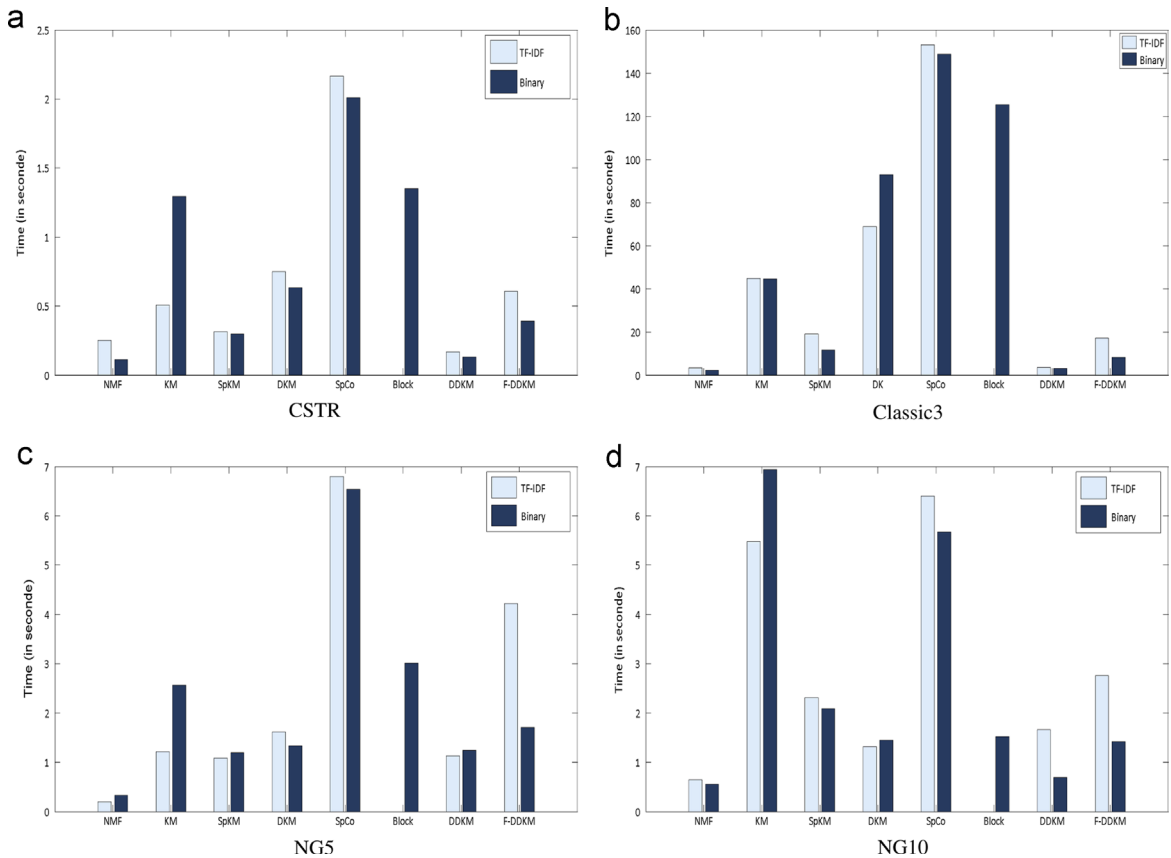 a
2.5
2
1.5
1
0.5
0
Time (in seconde)
TF-IDF
Binary
NMF KM SpKM DKM SpCo Block DDKM F-DDKM
CSTR
b
160
140
120
100
80
60
40
20
0
Time (in seconde)
TF-IDF
Binary
NMF KM SpKM DK SpCo Block DDKM F-DDKM
Classic3
c
7
6
5
4
3
2
1
0
Time (in seconde)
TF-IDF
Binary
NMF KM SpKM DKM SpCo Block DDKM F-DDKM
NG5
d
7
6
5
4
3
2
1
0
Time (in seconde)
TF-IDF
Binary
NMF KM SpKM DKM SpCo Block DDKM F-DDKM
NG10